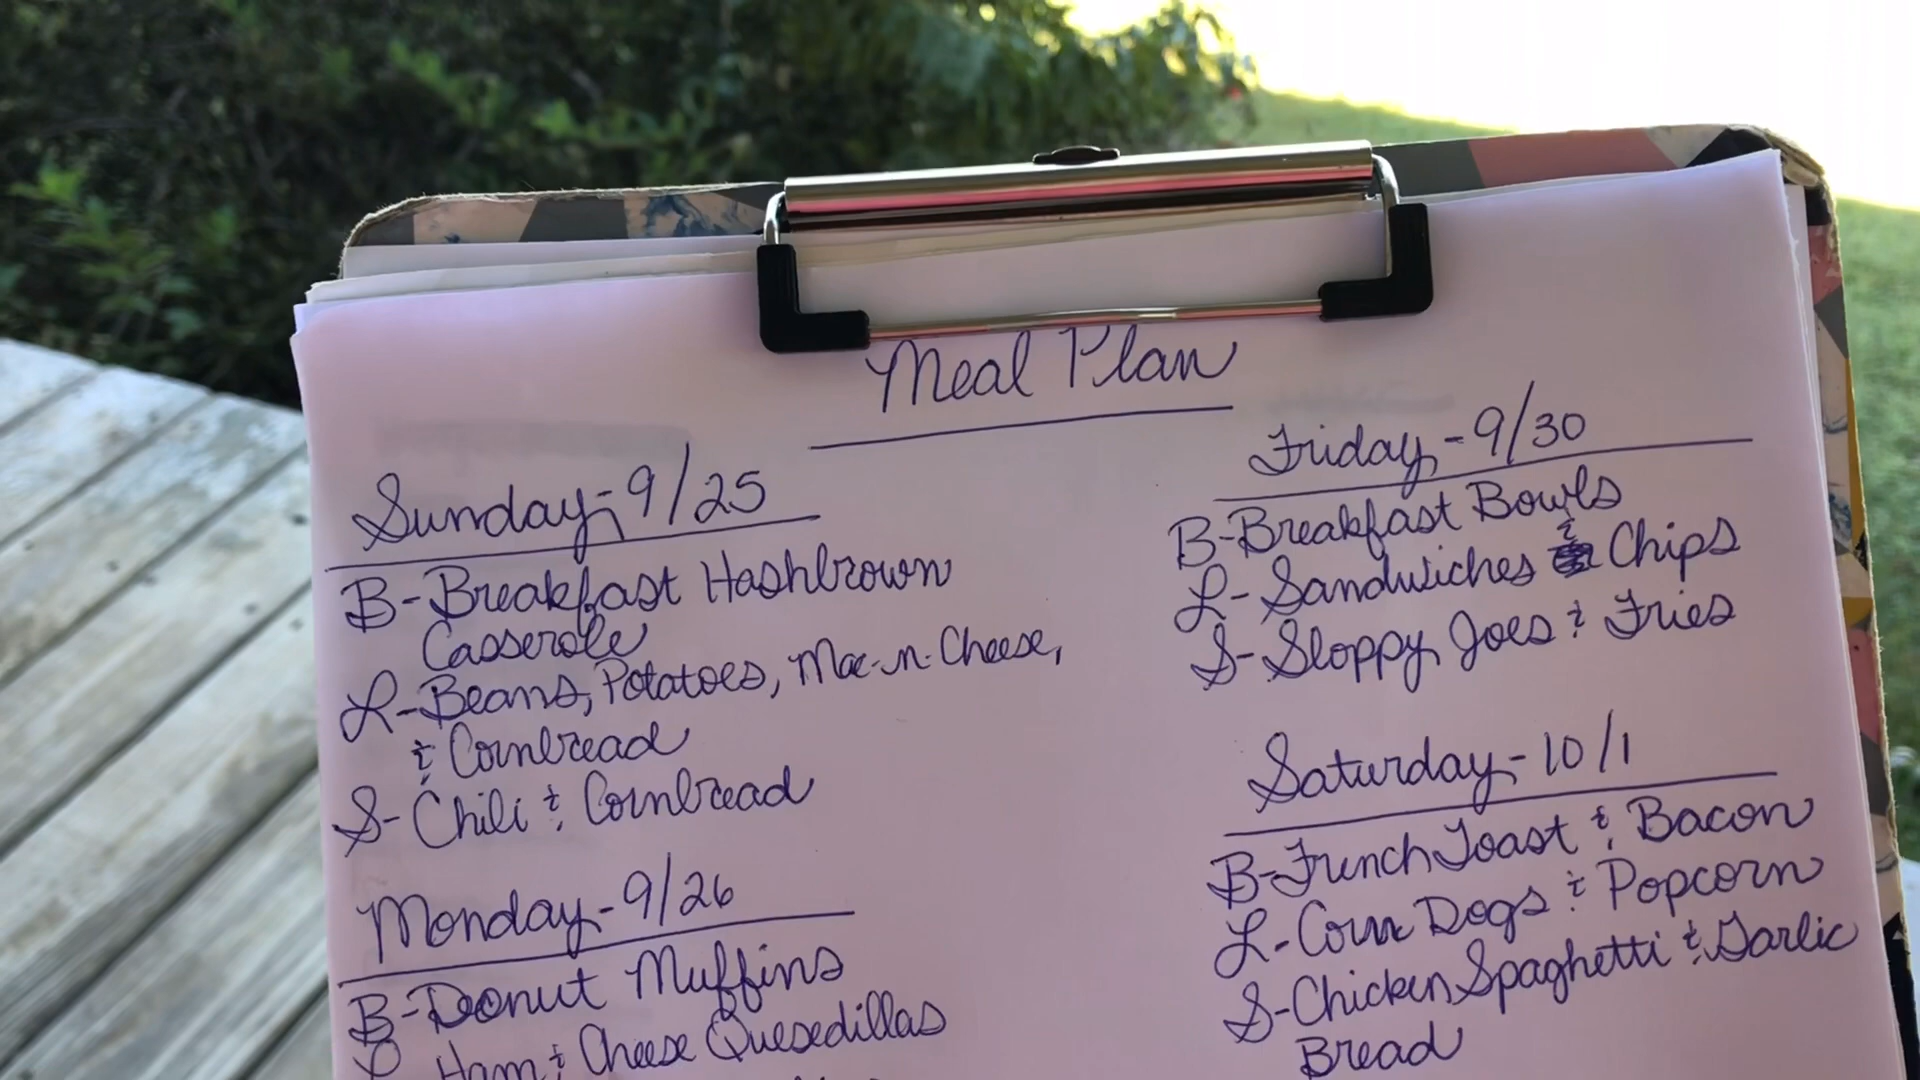 Meal Plan
Sunday-9/25
B-Breakfast Hashbrown
Casserole
L-Beans, Potatoes, Mac-n-Cheese,
& Cornbread
S-Chili & Cornbread
Monday-9/26
B-Doonut Muffins
Ham & Cheese Quesedillas
Friday-9/30
B-Breakfast Bowls
L-Sandwiches & Chips
S-Sloppy Joes & Fries
Saturday-10/1
B-French Toast & Bacon
L-Corn Dogs & Popcorn
S-Chicken Spaghetti & Garlic
Bread